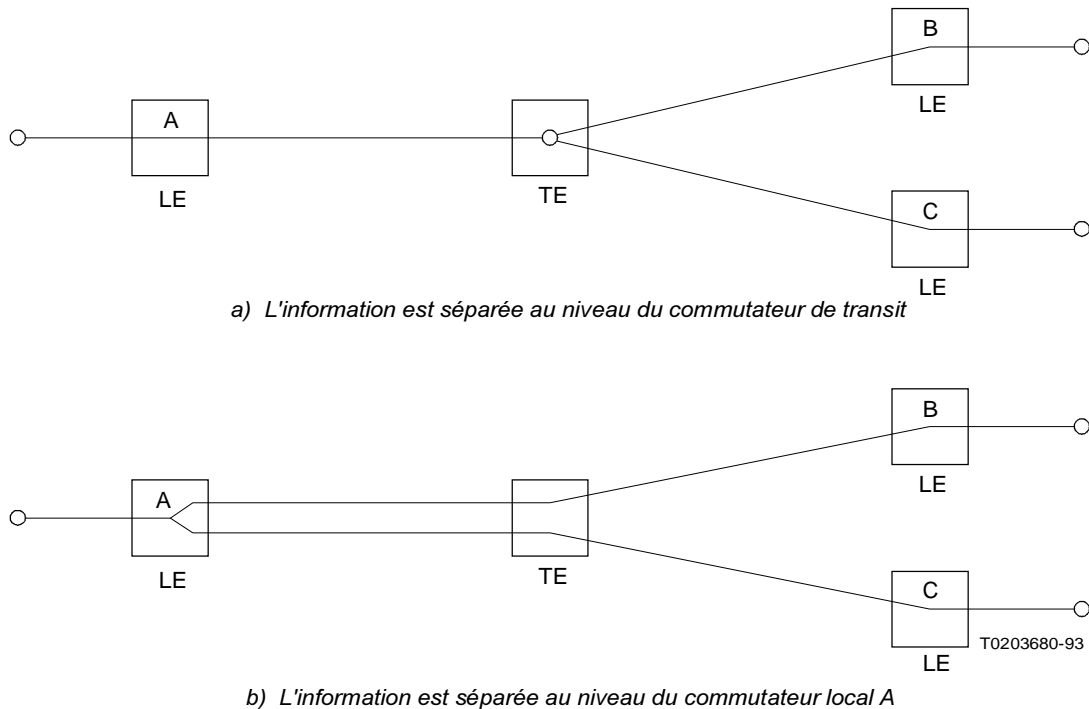 B
LE
A
LE
TE
C
LE
a) L'information est séparée au niveau du commutateur de transit
B
LE
A
LE
TE
C
T0203680-93
LE
b) L'information est séparée au niveau du commutateur local A